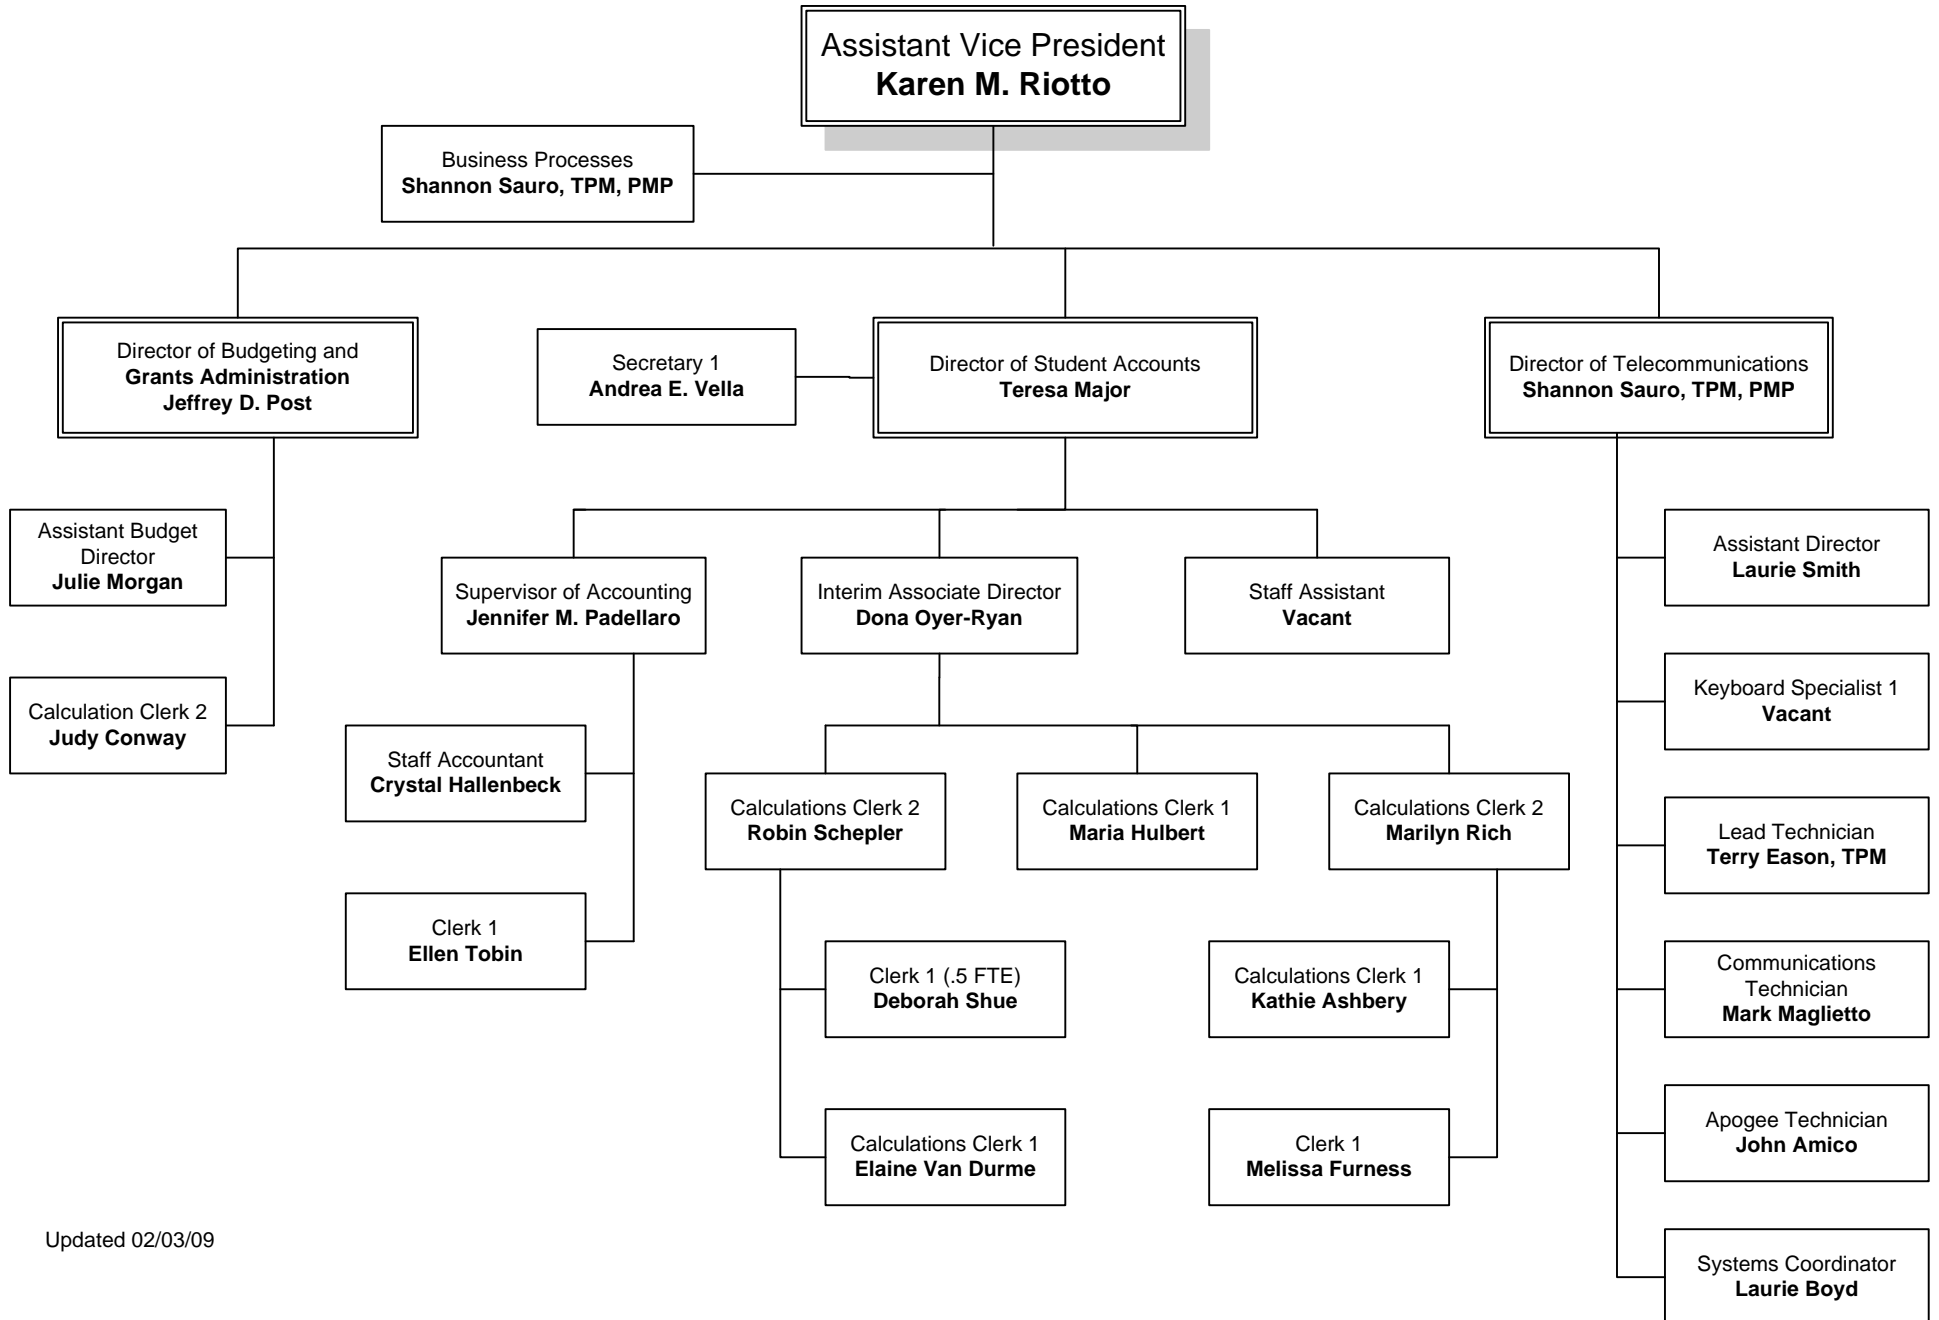 Assistant Vice President
Karen M. Riotto
Business Processes
Shannon Sauro, TPM, PMP
Director of Budgeting and
Grants Administration
Jeffrey D. Post
Secretary 1
Andrea E. Vella
Director of Student Accounts
Teresa Major
Director of Telecommunications
Shannon Sauro, TPM, PMP
Assistant Budget
Director
Julie Morgan
Calculation Clerk 2
Judy Conway
Supervisor of Accounting
Jennifer M. Padellaro
Interim Associate Director
Dona Oyer-Ryan
Staff Assistant
Vacant
Staff Accountant
Crystal Hallenbeck
Clerk 1
Ellen Tobin
Calculations Clerk 2
Robin Schepler
Calculations Clerk 1
Maria Hulbert
Calculations Clerk 2
Marilyn Rich
Clerk 1 (.5 FTE)
Deborah Shue
Calculations Clerk 1
Elaine Van Durme
Calculations Clerk 1
Kathie Ashbery
Clerk 1
Melissa Furness
Assistant Director
Laurie Smith
Keyboard Specialist 1
Vacant
Lead Technician
Terry Eason, TPM
Communications
Technician
Mark Maglietto
Apogee Technician
John Amico
Systems Coordinator
Laurie Boyd
Updated 02/03/09